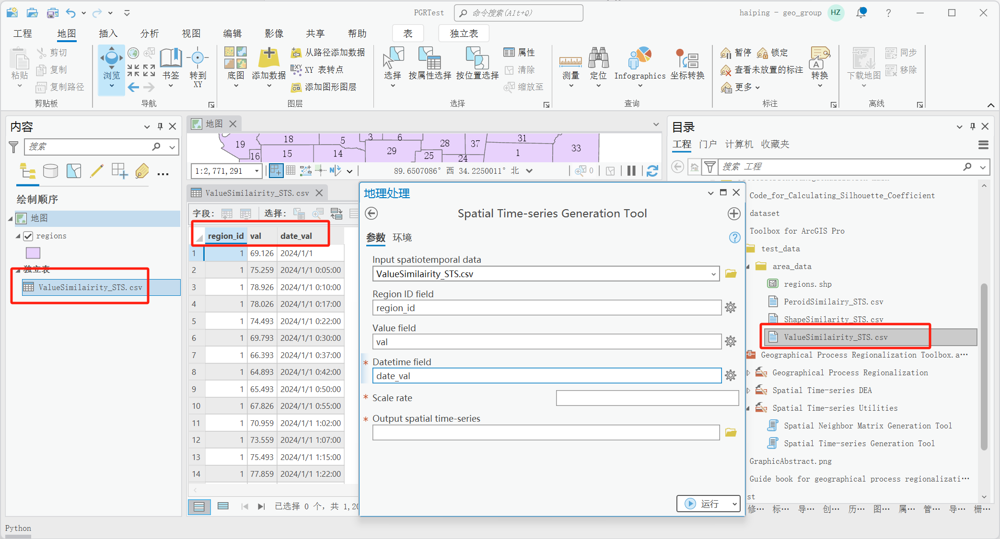 PGRTest
命令搜索(Alt+Q)
haiping - geo_group
HZ
工程 地图 插入 分析 视图 编辑 影像 共享 帮助 表 独立表
粘贴
剪切
复制
复制路径
剪贴板
浏览
书签
转到
XY
导航
底图
添加数据
从路径添加数据
XY 表转点
添加图形图层
图层
选择
按属性选择
按位置选择
属性
清除
缩放至
选择
测量
定位
Infographics
坐标转换
查询
暂停
锁定
查看未放置的标注
更多
转换
标注
下载地图
同步
移除
离线
内容
搜索
绘制顺序
地图
regions
独立表
ValueSimilairity_STS.csv
地图
19 18 5 3 6 28 37 31 33
16 15 14 29 25 24 1
1:2,771,291
89.6507086° 西 34.2250011° 北
0
ValueSimilairity_STS.csv
字段:
选择:
region_id val date_val
1 1 69.126 2024/1/1
2 1 75.259 2024/1/1 0:05:00
3 1 78.926 2024/1/1 0:10:00
4 1 78.026 2024/1/1 0:17:00
5 1 74.493 2024/1/1 0:22:00
6 1 69.793 2024/1/1 0:30:00
7 1 66.393 2024/1/1 0:37:00
8 1 64.893 2024/1/1 0:42:00
9 1 65.493 2024/1/1 0:50:00
10 1 67.826 2024/1/1 0:55:00
11 1 70.959 2024/1/1 1:02:00
12 1 73.559 2024/1/1 1:07:00
13 1 75.493 2024/1/1 1:15:00
14 1 77.859 2024/1/1 1:22:00
已选择 0 个, 共 1,20
地理处理
Spatial Time-series Generation Tool
参数 环境
Input spatiotemporal data
ValueSimilairity_STS.csv
Region ID field
region_id
Value field
val
* Datetime field
date_val
* Scale rate
* Output spatial time-series
运行
目录
工程 门户 计算机 收藏夹
搜索 工程
Code_for_Calculating_Silhouette_Coefficient
dataset
Toolbox for ArcGIS Pro
test_data
area_data
regions.shp
PeroidSimilairy_STS.csv
ShapeSimilarity_STS.csv
ValueSimilairity_STS.csv
Geographical Process Regionalization Toolbox.a…
Geographical Process Regionalization
Spatial Time-series DEA
Spatial Time-series Utilities
Spatial Neighbor Matrix Generation Tool
Spatial Time-series Generation Tool
GraphicAbstract.png
Guide book for geographical process regionalizati…
st
修… 标… 导… 创… 历… 图… 属… 管… 导… 栅…
Python